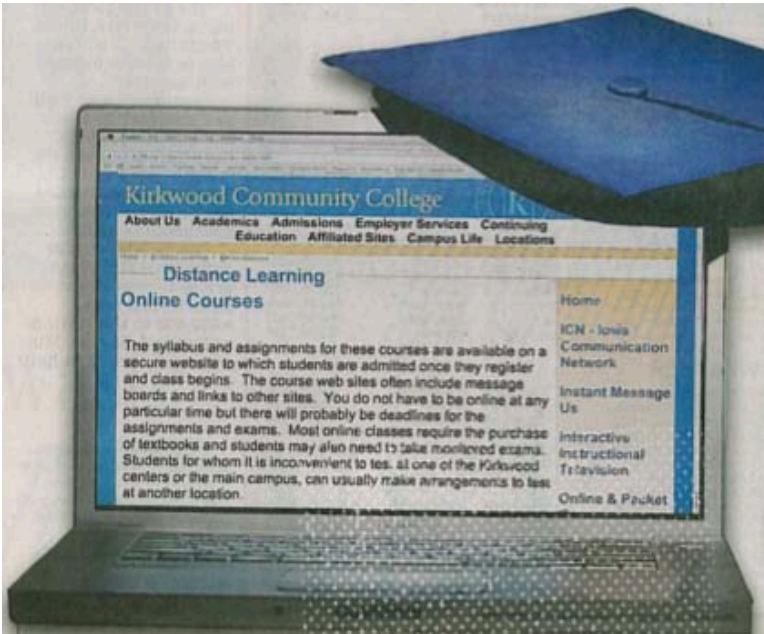 Kirkwood Community College
About Us Academics Admissions Employer Services Continuing
Education Affiliated Sites Campus Life Locations
Distance Learning
Online Courses
The syllabus and assignments for these courses are available on a
secure website to which students are admitted once they register
and class begins. The course web sites often include message
boards and links to other sites. You do not have to be online at any
particular time but there will probably be deadlines for the
assignments and exams. Most online classes require the purchase
of textbooks and students may also need to take monitored exams.
Students for whom it is inconvenient to test at one of the Kirkwood
centers or the main campus, can usually make arrangements to test
at another location.
Home
ICN - Iowa
Communication
Network
Instant Message
Us
Interactive
Instructional
Television
Online & Packet